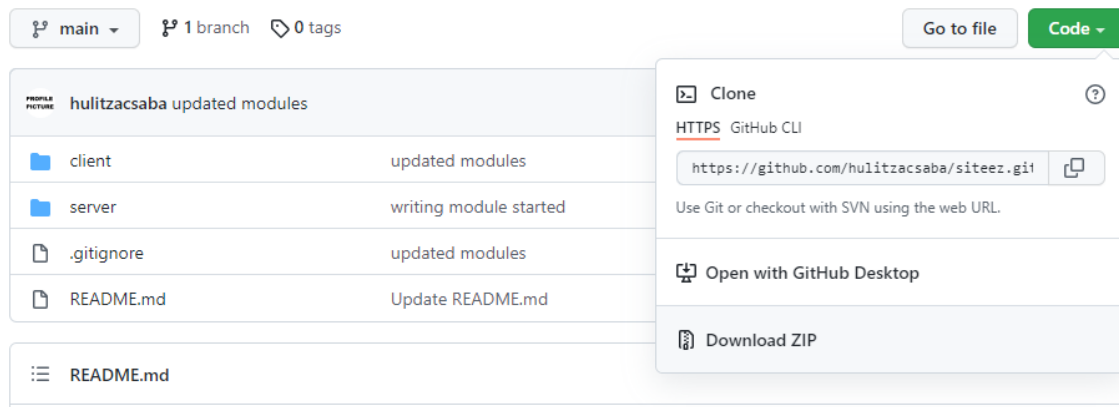 main 1 branch 0 tags Go to file Code
PROFILE
PICTURE
hulitzacsaba updated modules
client updated modules
server writing module started
.gitignore updated modules
README.md Update README.md
README.md
Clone
HTTPS GitHub CLI
https://github.com/hulitzacsaba/siteez.git
Use Git or checkout with SVN using the web URL.
Open with GitHub Desktop
Download ZIP